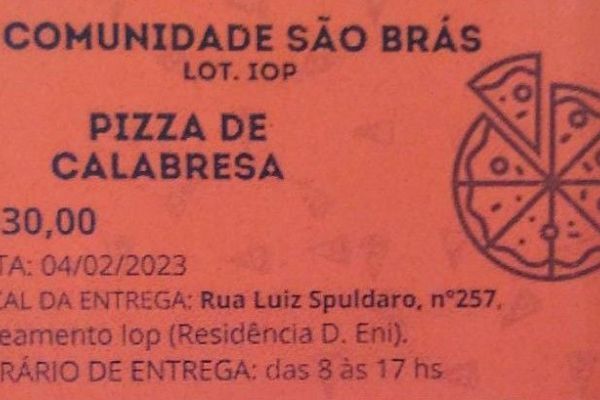 COMUNIDADE SÃO BRÁS
LOT. IOP
PIZZA DE
CALABRESA
30,00
TA: 04/02/2023
CAL DA ENTREGA: Rua Luiz Spuldaro, nº257,
eamento Iop (Residência D. Eni).
RÁRIO DE ENTREGA: das 8 às 17 hs